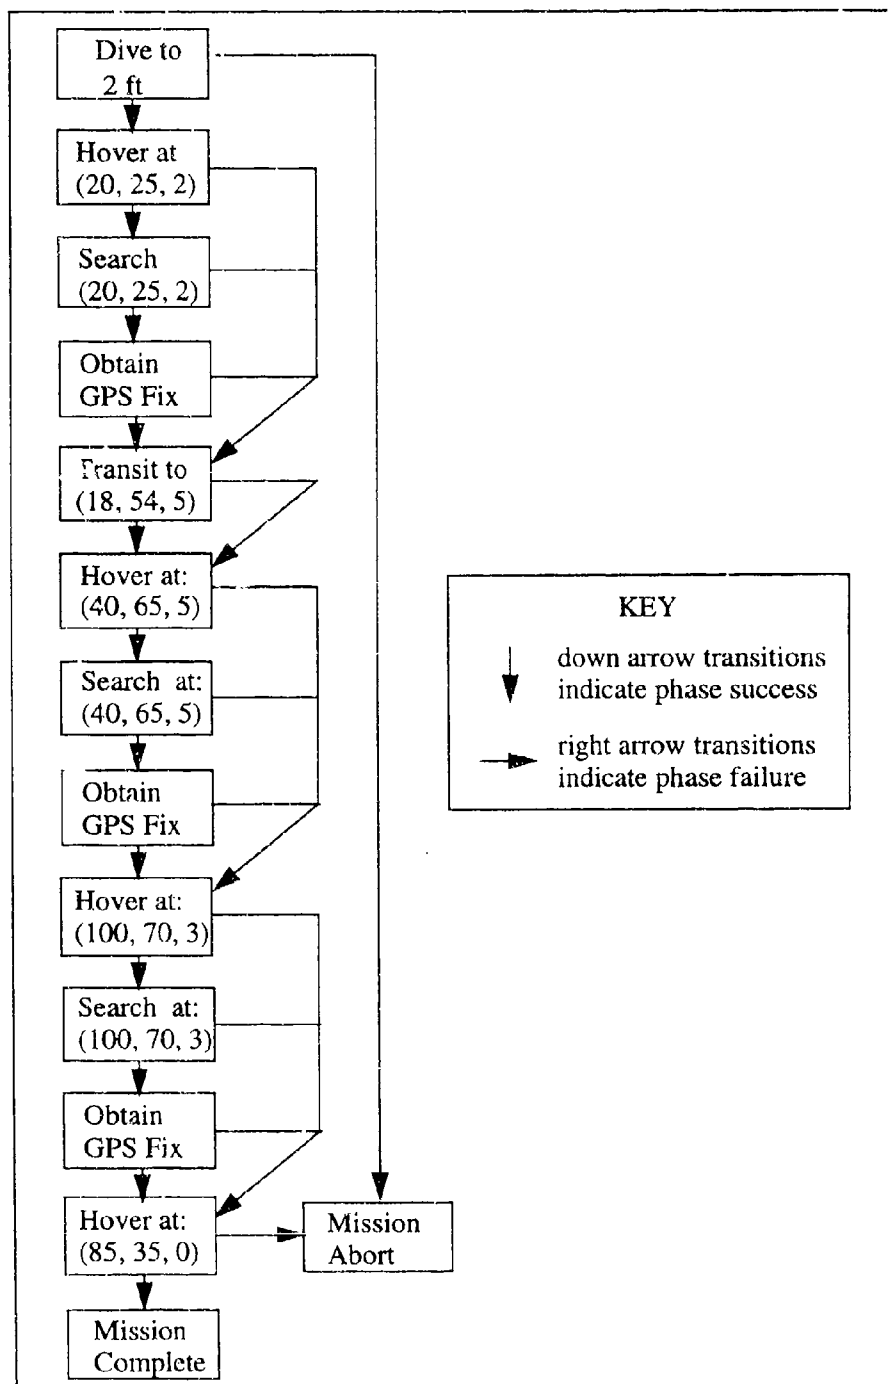 Dive to
2 ft
Hover at
(20, 25, 2)
Search
(20, 25, 2)
Obtain
GPS Fix
Transit to
(18, 54, 5)
Hover at:
(40, 65, 5)
Search at:
(40, 65, 5)
Obtain
GPS Fix
Hover at:
(100, 70, 3)
Search at:
(100, 70, 3)
Obtain
GPS Fix
Hover at:
(85, 35, 0)
Mission
Abort
Mission
Complete
KEY
down arrow transitions
indicate phase success
right arrow transitions
indicate phase failure